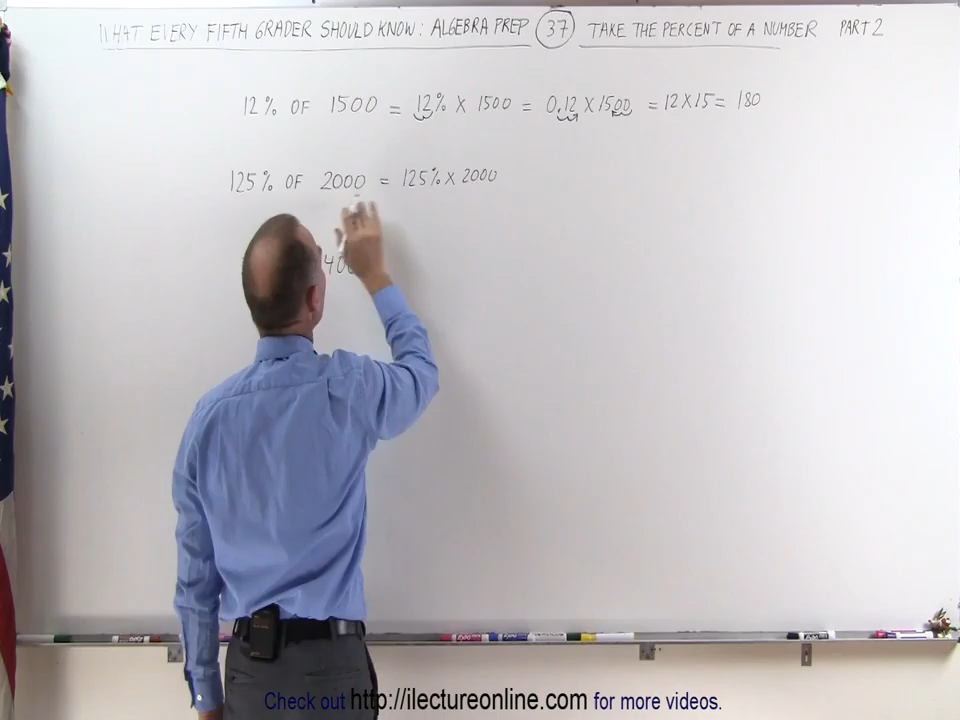 WHAT EVERY FIFTH GRADER SHOULD KNOW: ALGEBRA PREP 37 TAKE THE PERCENT OF A NUMBER PART 2
12% OF 1500 = 12% X 1500 = 0.12 X 1500 = 12 X 15 = 180
125% OF 2000 = 125% X 2000
Check out http://ilectureonline.com for more videos.